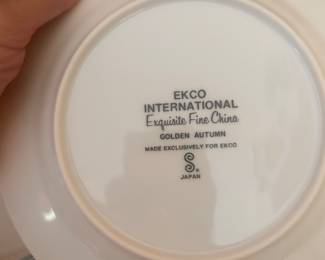 EKCO
INTERNATIONAL
Exquisite Fine China
GOLDEN AUTUMN
MADE EXCLUSIVELY FOR EKCO
S
JAPAN